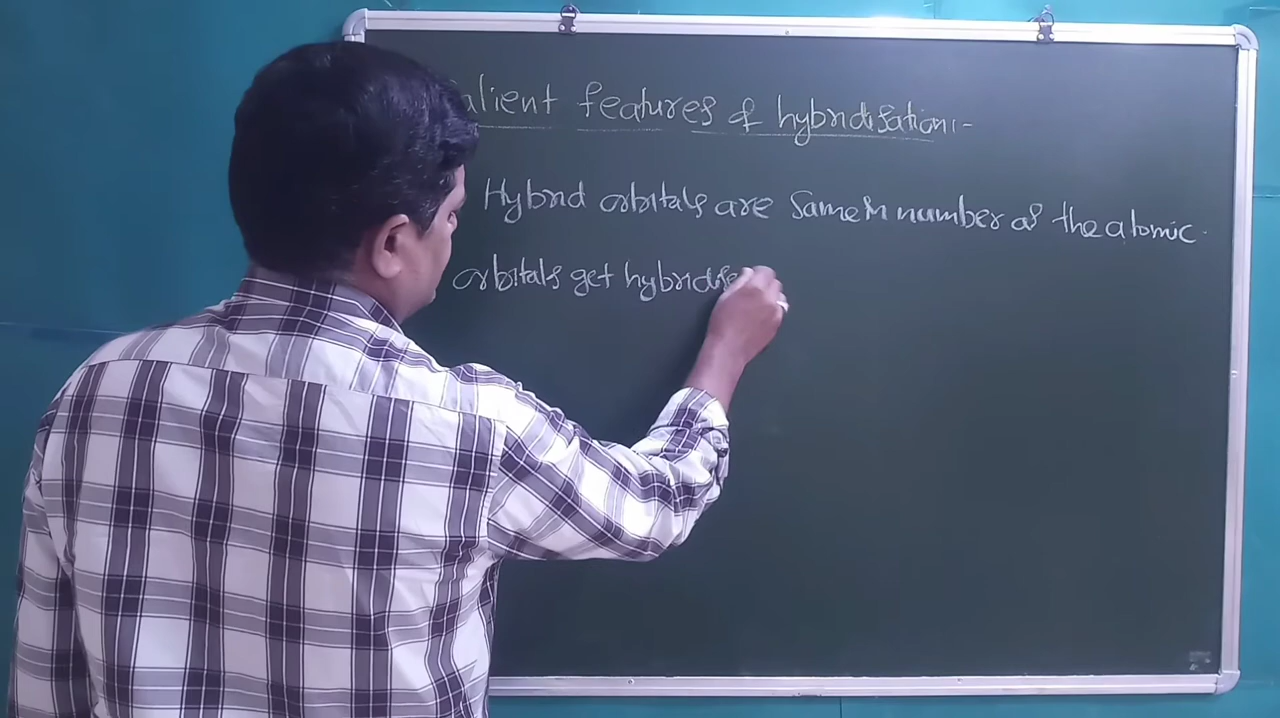 alient features of hybridisation:-
Hybrid orbitals are same in number as the atomic
orbitals get hybridise